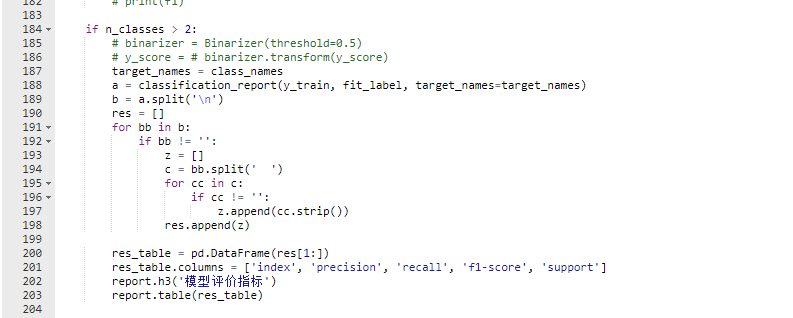 182 # print(f1)
183
184 if n_classes > 2:
185 # binarizer = Binarizer(threshold=0.5)
186 # y_score = # binarizer.transform(y_score)
187 target_names = class_names
188 a = classification_report(y_train, fit_label, target_names=target_names)
189 b = a.split('\n')
190 res = []
191 for bb in b:
192 if bb != '':
193 z = []
194 c = bb.split('  ')
195 for cc in c:
196 if cc != '':
197 z.append(cc.strip())
198 res.append(z)
199
200 res_table = pd.DataFrame(res[1:])
201 res_table.columns = ['index', 'precision', 'recall', 'f1-score', 'support']
202 report.h3('模型评价指标')
203 report.table(res_table)
204